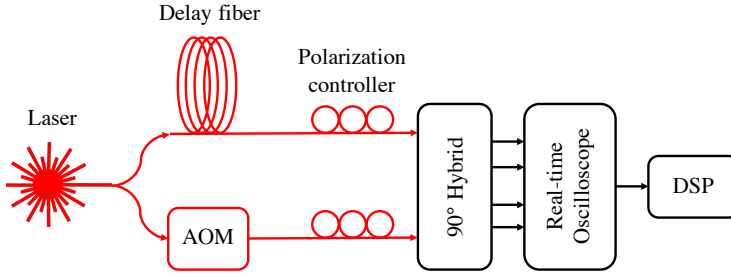 Delay fiber
Polarization
controller
Laser
AOM
90° Hybrid
Real-time
Oscilloscope
DSP